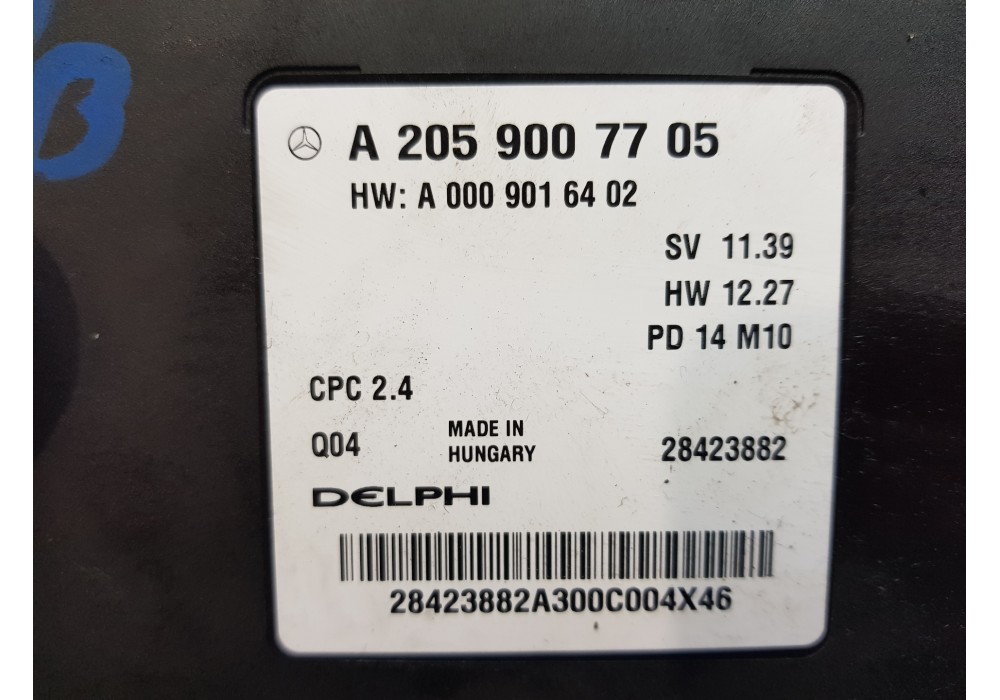 A 205 900 77 05
HW: A 000 901 64 02
SV 11.39
HW 12.27
PD 14 M10
CPC 2.4
Q04
MADE IN
HUNGARY
28423882
DELPHI
28423882A300C004X46